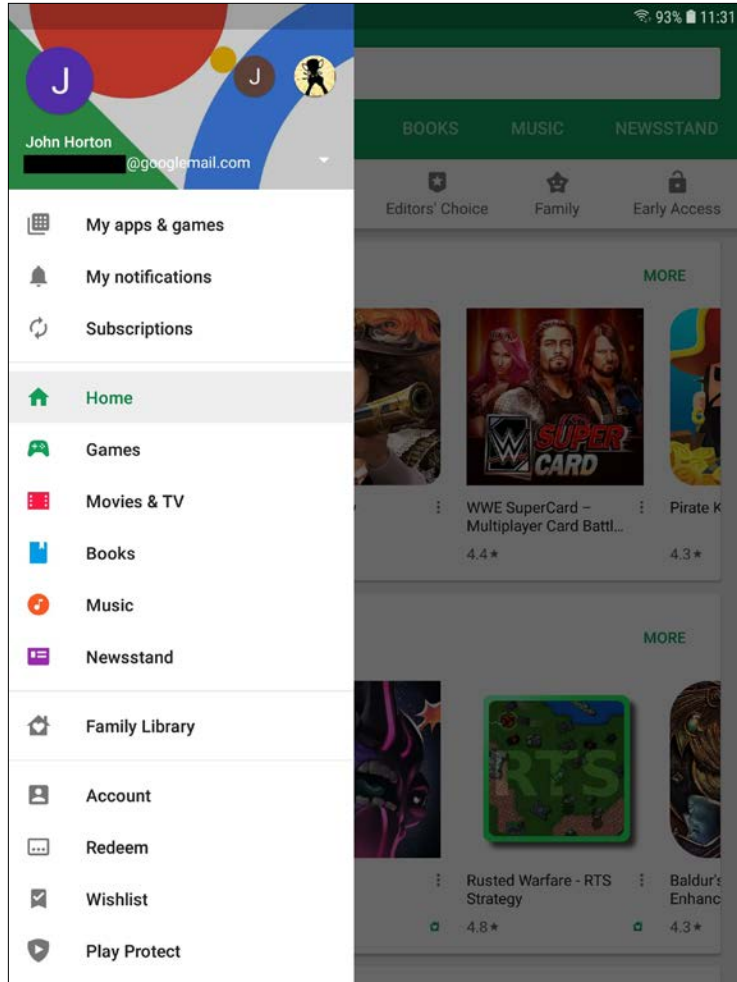 93% 11:31
J
J
John Horton
@googlemail.com
BOOKS MUSIC NEWSSTAND
Editors' Choice Family Early Access
My apps & games
My notifications
Subscriptions
Home
Games
Movies & TV
Books
Music
Newsstand
Family Library
Account
Redeem
Wishlist
Play Protect
MORE
W SUPER
CARD
WWE SuperCard –
Multiplayer Card Battl...
Pirate K
4.4★
4.3★
MORE
RTS
Rusted Warfare - RTS
Strategy
Baldur's
Enhanc
4.8★
4.3★